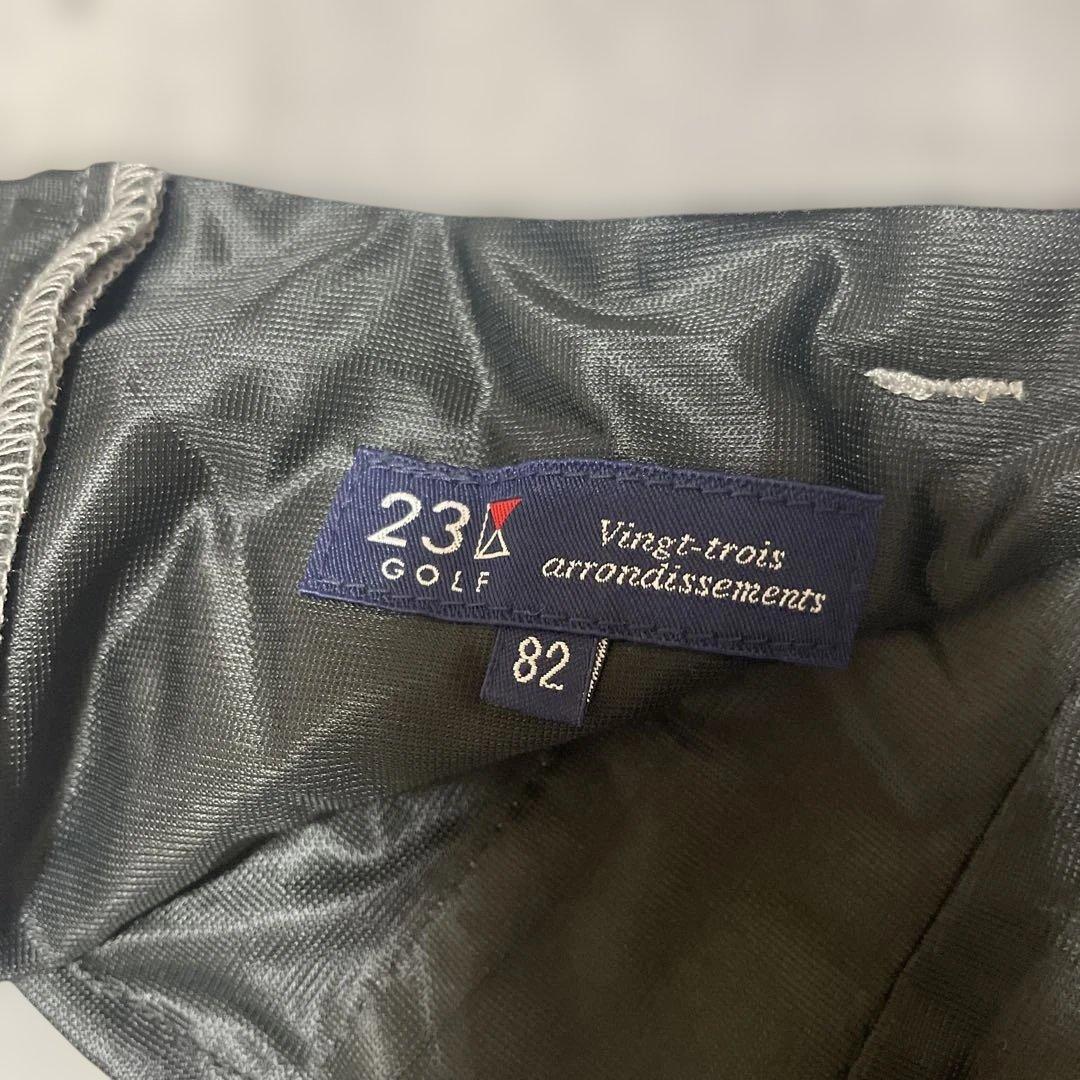 23
GOLF
Vingt-trois
arrondissements
82